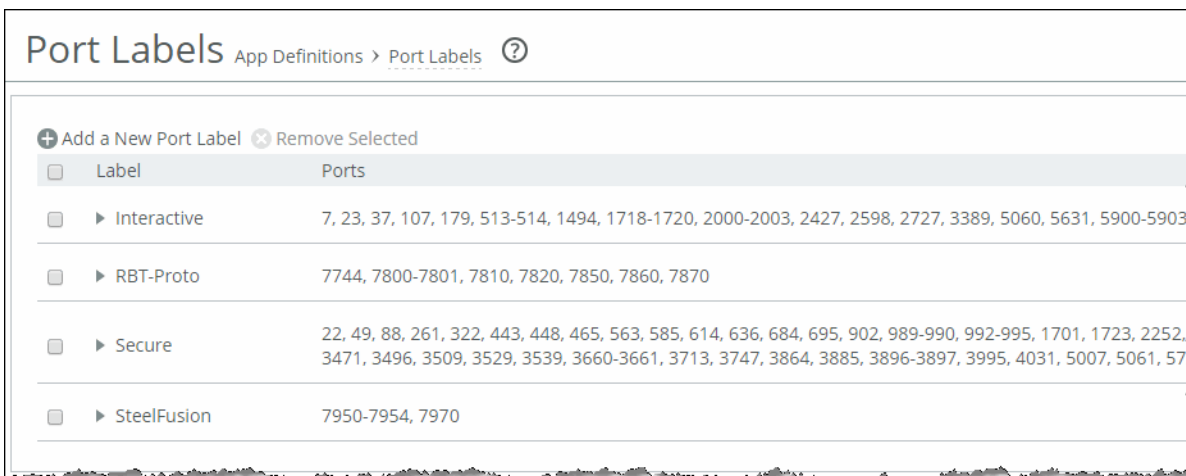 Port Labels App Definitions > Port Labels ?
Add a New Port Label Remove Selected
Label Ports
Interactive 7, 23, 37, 107, 179, 513-514, 1494, 1718-1720, 2000-2003, 2427, 2598, 2727, 3389, 5060, 5631, 5900-5903
RBT-Proto 7744, 7800-7801, 7810, 7820, 7850, 7860, 7870
Secure 22, 49, 88, 261, 322, 443, 448, 465, 563, 585, 614, 636, 684, 695, 902, 989-990, 992-995, 1701, 1723, 2252,
3471, 3496, 3509, 3529, 3539, 3660-3661, 3713, 3747, 3864, 3885, 3896-3897, 3995, 4031, 5007, 5061, 57
SteelFusion 7950-7954, 7970